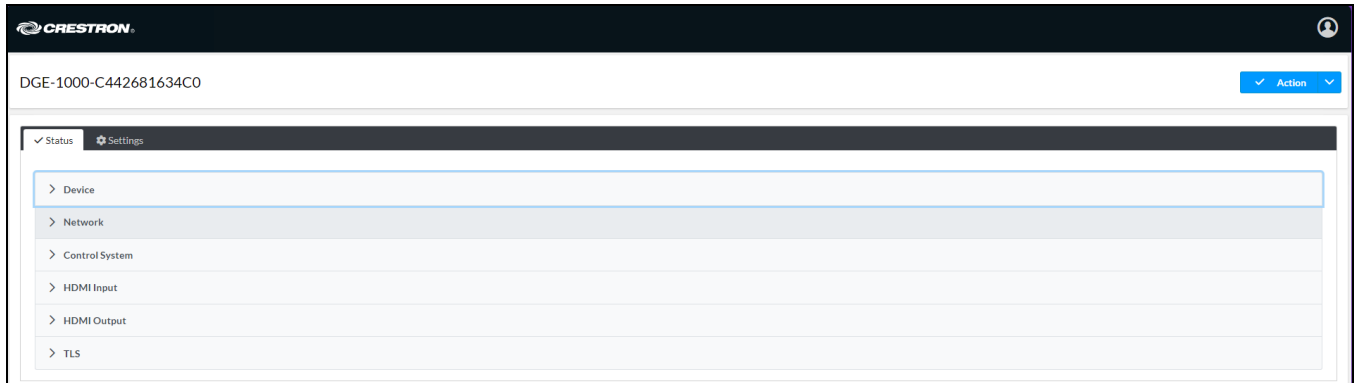 CRESTRON®
DGE-1000-C442681634C0
Action
Status Settings
Device
Network
Control System
HDMI Input
HDMI Output
TLS